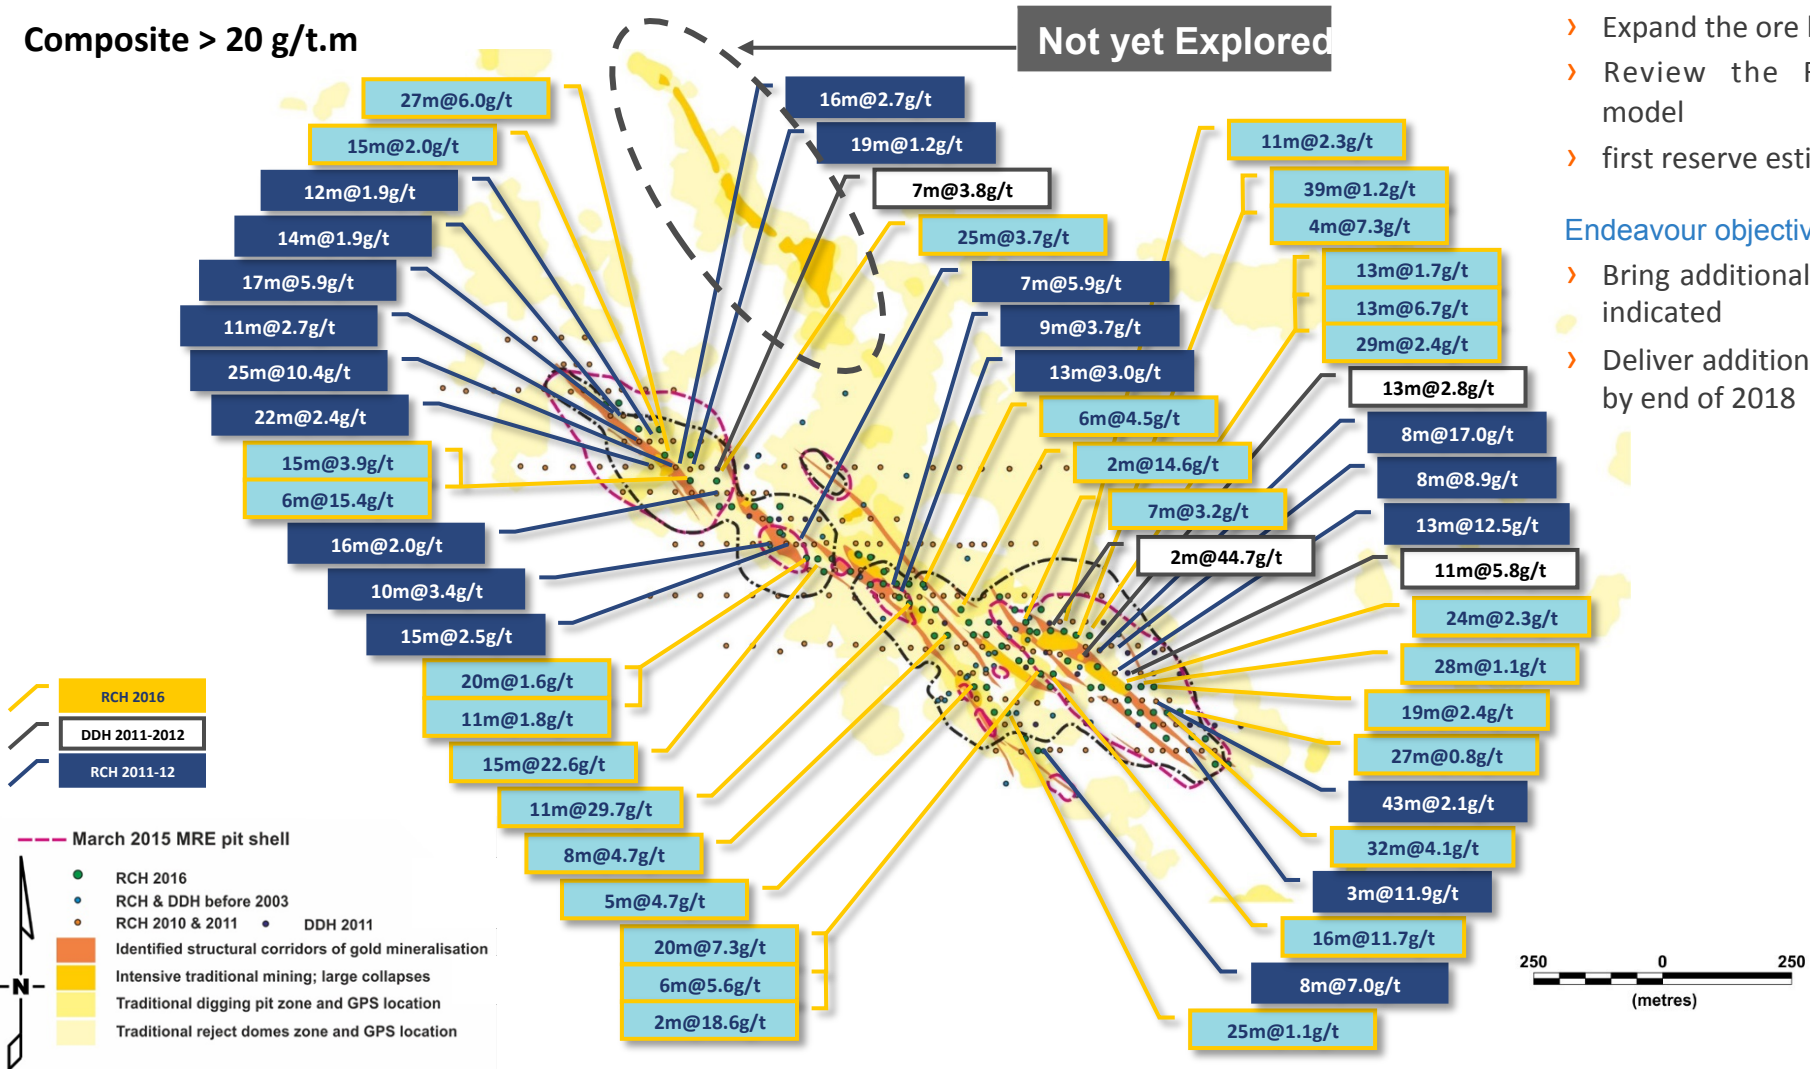 Composite > 20 g/t.m
Not yet Explored
27m@6.0g/t
15m@2.0g/t
12m@1.9g/t
14m@1.9g/t
17m@5.9g/t
11m@2.7g/t
25m@10.4g/t
22m@2.4g/t
15m@3.9g/t
6m@15.4g/t
16m@2.0g/t
10m@3.4g/t
15m@2.5g/t
20m@1.6g/t
11m@1.8g/t
15m@22.6g/t
11m@29.7g/t
8m@4.7g/t
5m@4.7g/t
20m@7.3g/t
6m@5.6g/t
2m@18.6g/t
16m@2.7g/t
19m@1.2g/t
7m@3.8g/t
25m@3.7g/t
7m@5.9g/t
9m@3.7g/t
13m@3.0g/t
6m@4.5g/t
2m@14.6g/t
7m@3.2g/t
2m@44.7g/t
11m@2.3g/t
39m@1.2g/t
4m@7.3g/t
13m@1.7g/t
13m@6.7g/t
29m@2.4g/t
13m@2.8g/t
8m@17.0g/t
8m@8.9g/t
13m@12.5g/t
11m@5.8g/t
24m@2.3g/t
28m@1.1g/t
19m@2.4g/t
27m@0.8g/t
43m@2.1g/t
32m@4.1g/t
3m@11.9g/t
16m@11.7g/t
8m@7.0g/t
25m@1.1g/t
› Expand the ore
› Review the
model
› first reserve
Endeavour
› Bring additional
indicated
› Deliver
by end of 2018
RCH 2016
DDH 2011-2012
RCH 2011-12
March 2015 MRE pit shell
RCH 2016
RCH & DDH before 2003
RCH 2010 & 2011 DDH 2011
Identified structural corridors of gold mineralisation
Intensive traditional mining; large collapses
Traditional digging pit zone and GPS location
Traditional reject domes zone and GPS location
N
250 0 250
(metres)